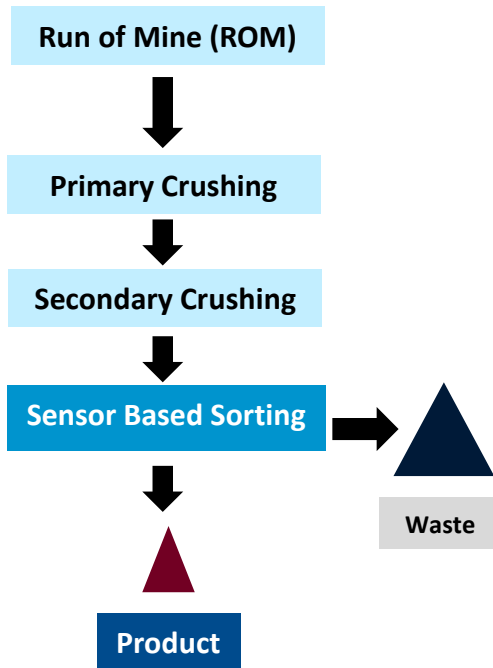 Run of Mine (ROM)
Primary Crushing
Secondary Crushing
Sensor Based Sorting
Waste
Product